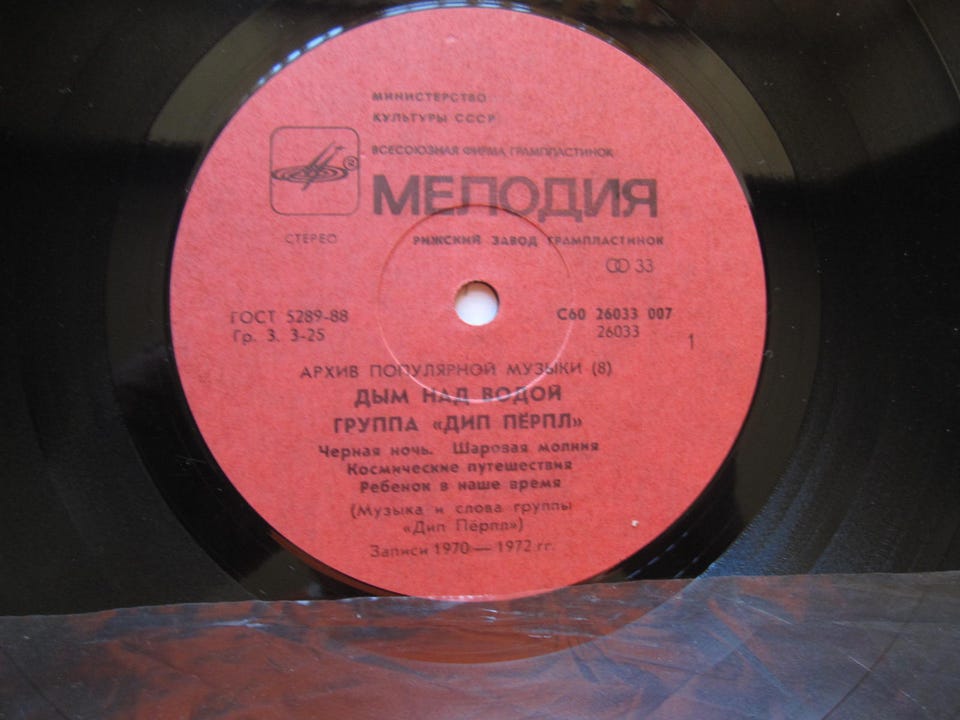 МИНИСТЕРСТВО
КУЛЬТУРЫ СССР
ВСЕСОЮЗНАЯ ФИРМА ГРАМПЛАСТИНОК
МЕЛОДИЯ
СТЕРЕО
РИЖСКИЙ ЗАВОД ГРАМПЛАСТИНОК
33
ГОСТ 5289-88
Гр. 3. 3-25
С60 26033 007
26033
1
АРХИВ ПОПУЛЯРНОЙ МУЗЫКИ (8)
ДЫМ НАД ВОДОЙ
ГРУППА «ДИП ПЁРПЛ»
Черная ночь. Шаровая молния
Космические путешествия
Ребенок в наше время
(Музыка и слова группы
«Дип Пёрпл»)
Записи 1970 — 1972 гг.